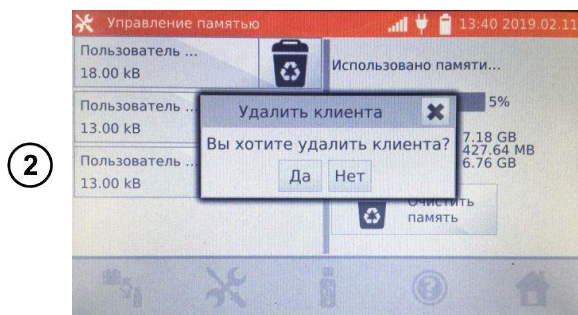 Управление памятью
13:40 2019.02.11
Пользователь ...
18.00 kB
Пользователь ...
13.00 kB
Пользователь ...
13.00 kB
Использовано памяти...
5%
7.18 GB
427.64 MB
6.76 GB
Очистить
память
Удалить клиента
Вы хотите удалить клиента?
Да
Нет
2